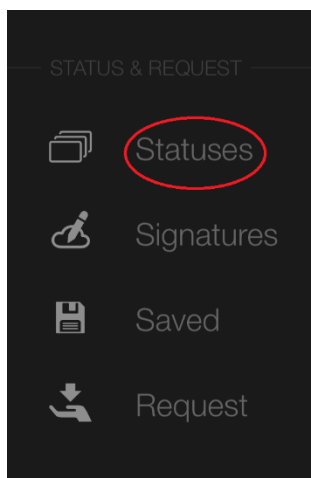 STATUS & REQUEST
Statuses
Signatures
Saved
Request